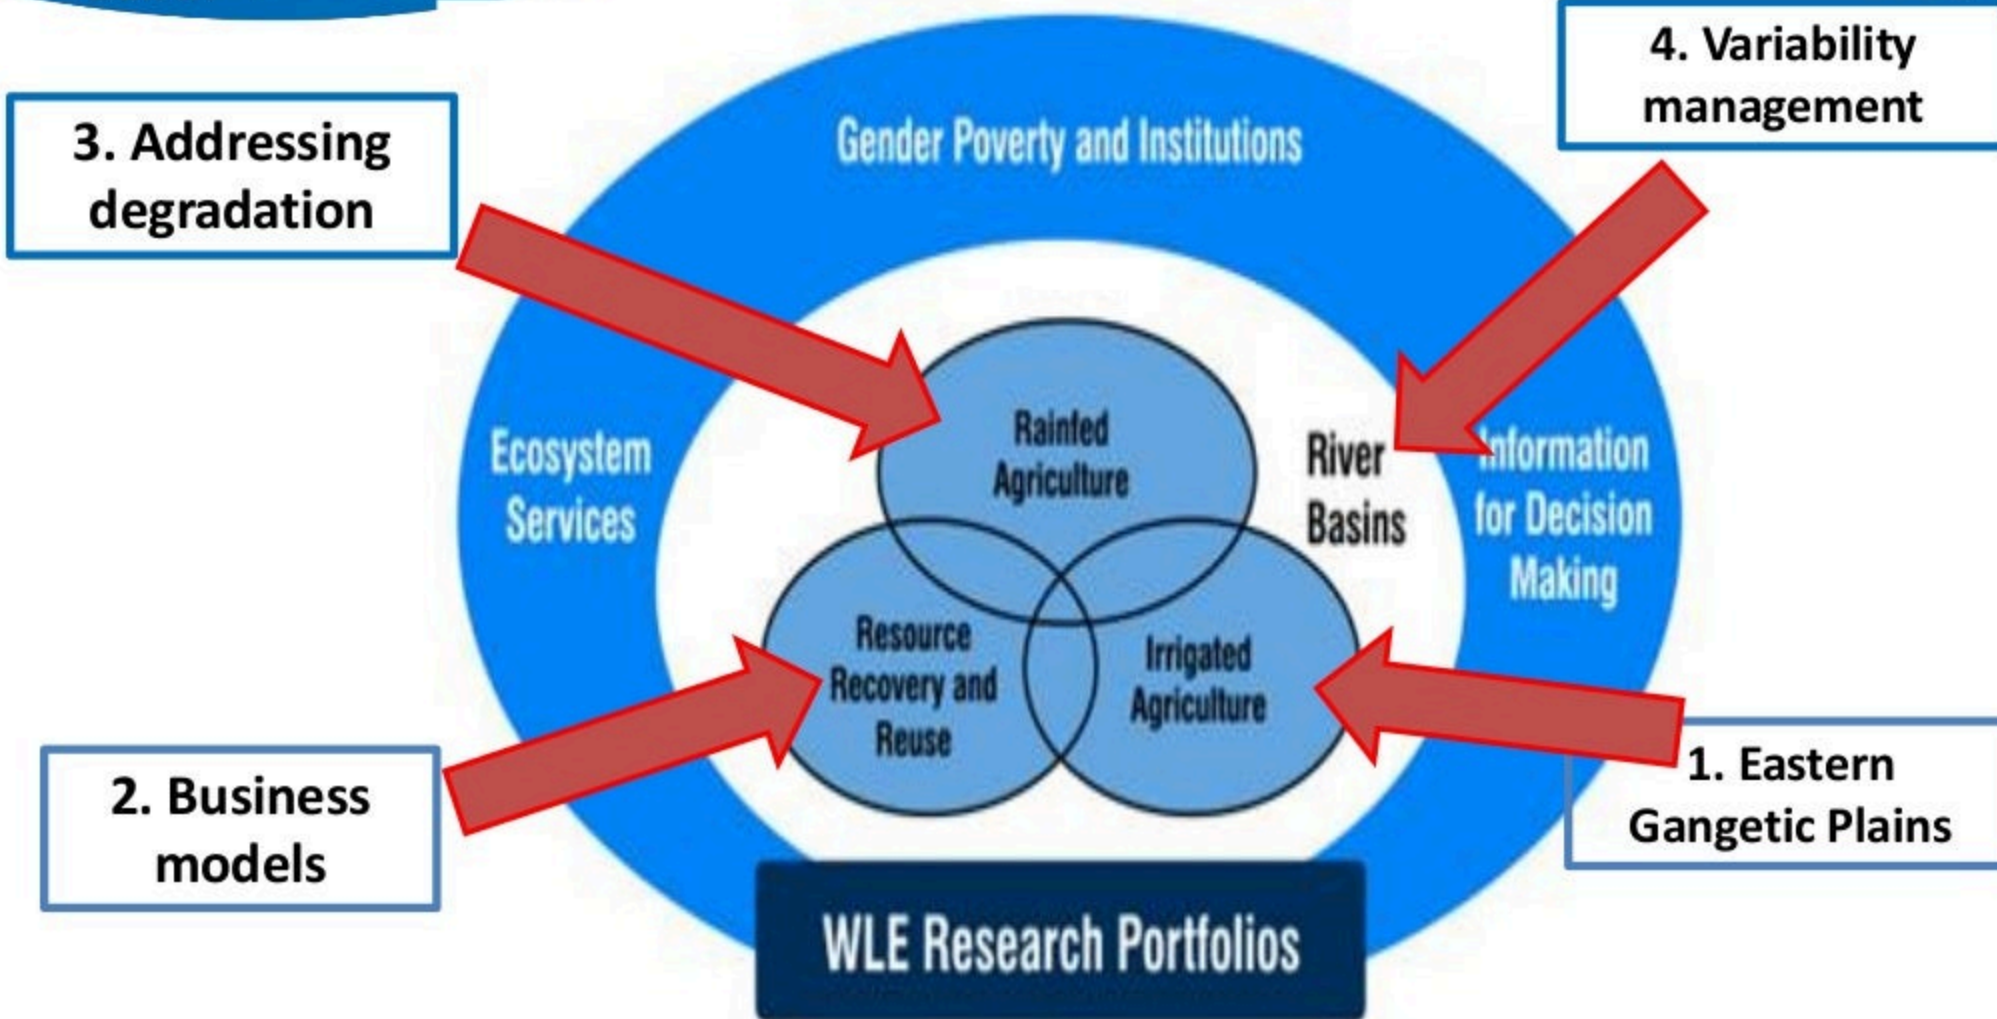 4. Variability
management
3. Addressing
degradation
Gender Poverty and Institutions
Ecosystem
Services
Rainfed
Agriculture
River
Basins
Information
for Decision
Making
Resource
Recovery and
Reuse
Irrigated
Agriculture
2. Business
models
1. Eastern
Gangetic Plains
WLE Research Portfolios